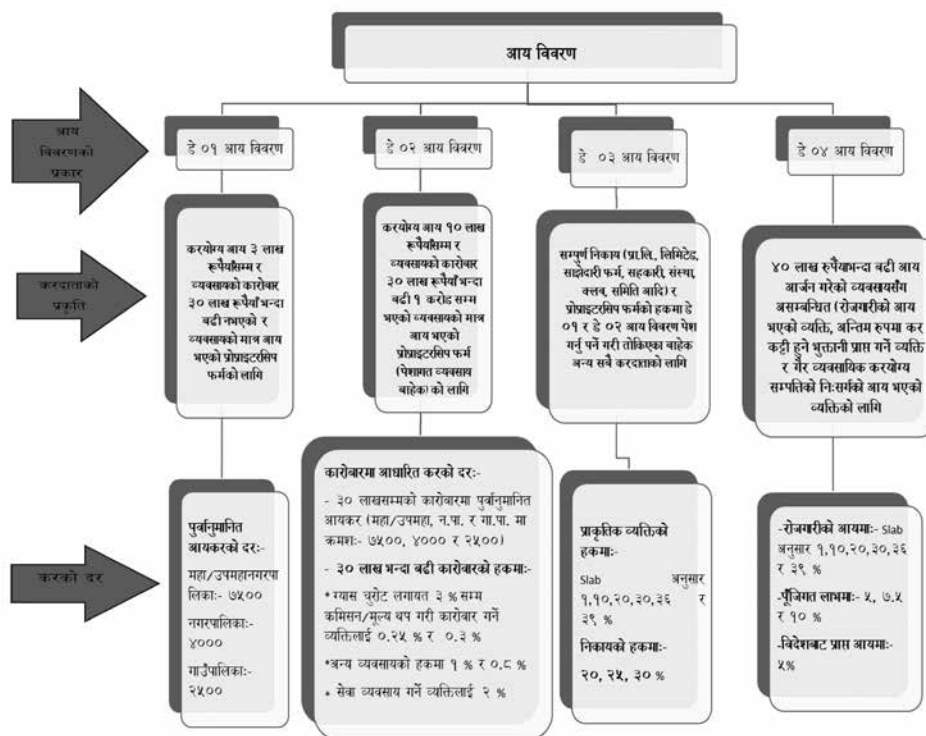 आय विवरण
आय
विवरणको
प्रकार
डे ०१ आय विवरण
डे ०२ आय विवरण
डे ०३ आय विवरण
डे ०४ आय विवरण
करदाताको
प्रकृति
करयोग्य आय ३ लाख
रूपैयाँसम्म र
व्यवसायको कारोबार
३० लाख रूपैयाँ भन्दा
बढी नभएको र
व्यवसायको मात्र आय
भएको प्रोप्राइटरसिप
फर्मको लागि
करयोग्य आय १० लाख
रूपैयाँसम्म र
व्यवसायको कारोबार
३० लाख रूपैयाँ भन्दा
बढी १ करोड सम्म
भएको व्यवसायको मात्र
आय भएको
प्रोप्राइटरसिप फर्म
(पेशागत व्यवसाय
बाहेक) को लागि
सम्पुर्ण निकाय (प्रा.लि., लिमिटेड,
साझेदारी फर्म, सहकारी, संस्था,
क्लब, समिति आदि) र
प्रोप्राइटरसिप फर्मको हकमा डे
०१ र डे ०२ आय विवरण पेश
गर्नु पर्ने गरी तोकिएका बाहेक
अन्य सबै करदाताको लागि
४० लाख रुपैंयाभन्दा बढी आय
आर्जन गरेको व्यवसायसँग
असम्बन्धित (रोजगारीको आय
भएको व्यक्ति, अन्तिम रुपमा कर
कट्टी हुने भुक्तानी प्राप्त गर्ने व्यक्ति
र गैर व्यवसायिक करयोग्य
सम्पतिको नि:सर्गको आय भएको
व्यक्तिको लागि
करको दर
पुर्वानुमानित
आयकरको दर:-
महा/उपमहानगरपा
लिका:- ७५००
नगरपालिका:-
४०००
गाउँपालिका:-
२५००
कारोबारमा आधारित करको दर:-
- ३० लाखसम्मको कारोबारमा पुर्वानुमानित
आयकर (महा/उपमहा, न.पा. र गा.पा. मा
क्रमश:- ७५००, ४००० र २५००)
- ३० लाख भन्दा बढी कारोबारको हकमा:-
*ग्यास चुरोट लगायत ३ % सम्म
कमिसन/मूल्य थप गरी कारोबार गर्ने
व्यक्तिलाई ०.२५ % र ०.३ %
*अन्य व्यवसायको हकमा १ % र ०.८ %
* सेवा व्यवसाय गर्ने व्यक्तिलाई २ %
प्राकृतिक व्यक्तिको
हकमा:-
Slab अनुसार
१,१०,२०,३०,३६ र
३९ %
निकायको हकमा:-
२०, २५, ३० %
-रोजगारीको आयमा:- Slab
अनुसार १,१०,२०,३०,३६
र ३९ %
-पूँजिगत लाभमा:- ५, ७.५
र १० %
-बिदेशबाट प्राप्त आयमा:-
५%